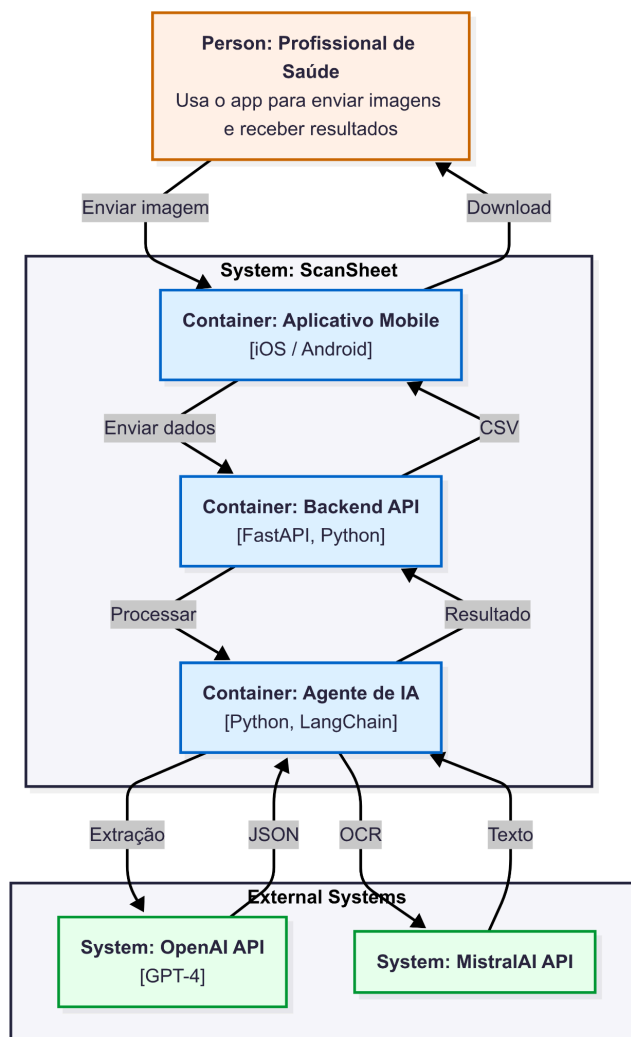 Person: Profissional de
Saúde
Usa o app para enviar imagens
e receber resultados
Enviar imagem
Download
System: ScanSheet
Container: Aplicativo Mobile
[iOS / Android]
Enviar dados
CSV
Container: Backend API
[FastAPI, Python]
Processar
Resultado
Container: Agente de IA
[Python, LangChain]
Extração
JSON
OCR
Texto
External Systems
System: OpenAI API
[GPT-4]
System: MistralAI API